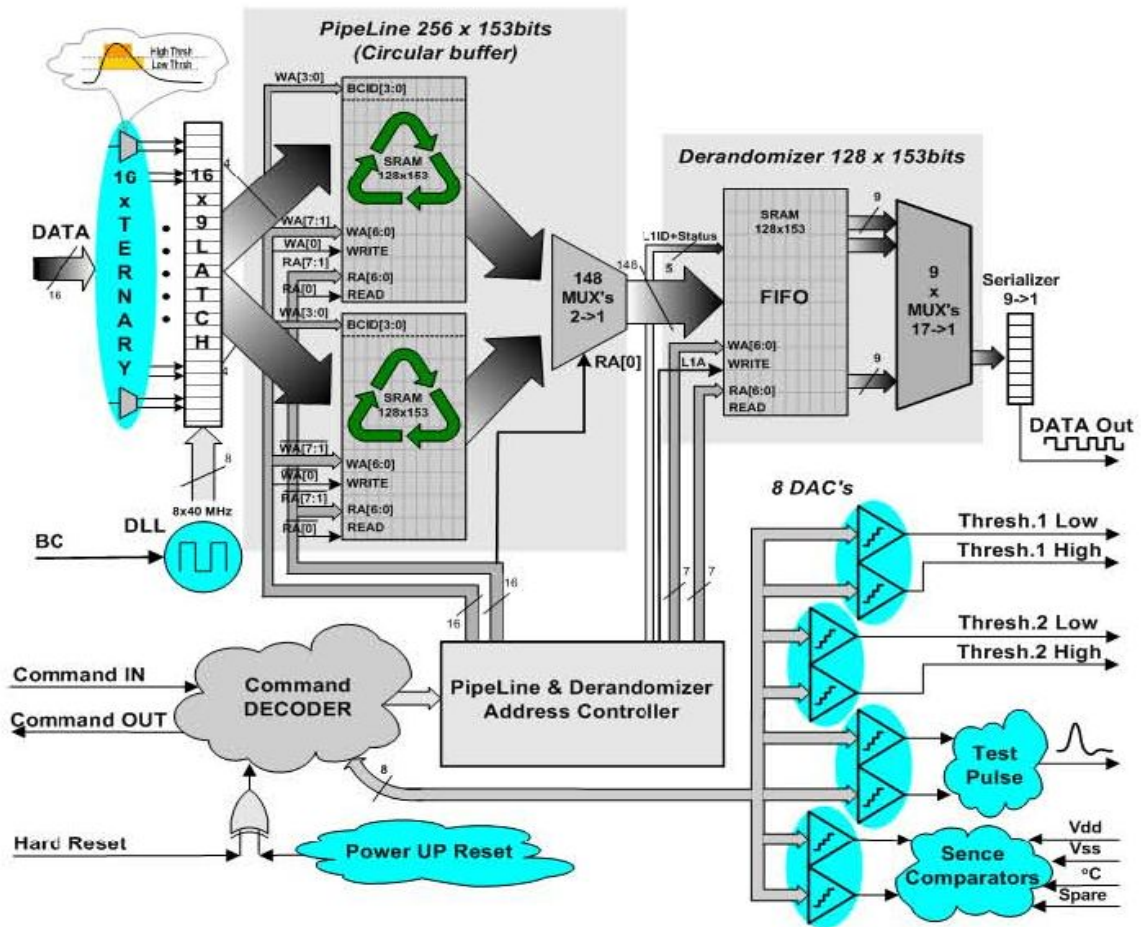 PipeLine 256 x 153bits
(Circular buffer)
High Thrsh
Low Thrsh
WA[3:0]
BCID[3:0]
SRAM
128x153
WA[7:1]
WA[6:0]
WA[0]
WRITE
RA[7:1]
RA[6:0]
RA[0]
READ
WA[3:0]
BCID[3:0]
SRAM
128x153
WA[7:1]
WA[6:0]
WA[0]
WRITE
RA[7:1]
RA[6:0]
RA[0]
READ
DATA
16
16 x TERNARY
16 x 9 LATCH
4
4
8
8x40 MHz
DLL
BC
148
MUX's
2->1
RA[0]
148
5
L1ID+Status
Derandomizer 128 x 153bits
SRAM
128x153
FIFO
WA[6:0]
L1A
WRITE
RA[6:0]
READ
9
9
9
x
MUX's
17->1
Serializer
9->1
DATA Out
16
16
7
7
8 DAC's
Thresh.1 Low
Thresh.1 High
Thresh.2 Low
Thresh.2 High
Command IN
Command OUT
Command
DECODER
PipeLine & Derandomizer
Address Controller
8
Test
Pulse
Hard Reset
Power UP Reset
Sence
Comparators
Vdd
Vss
°C
Spare